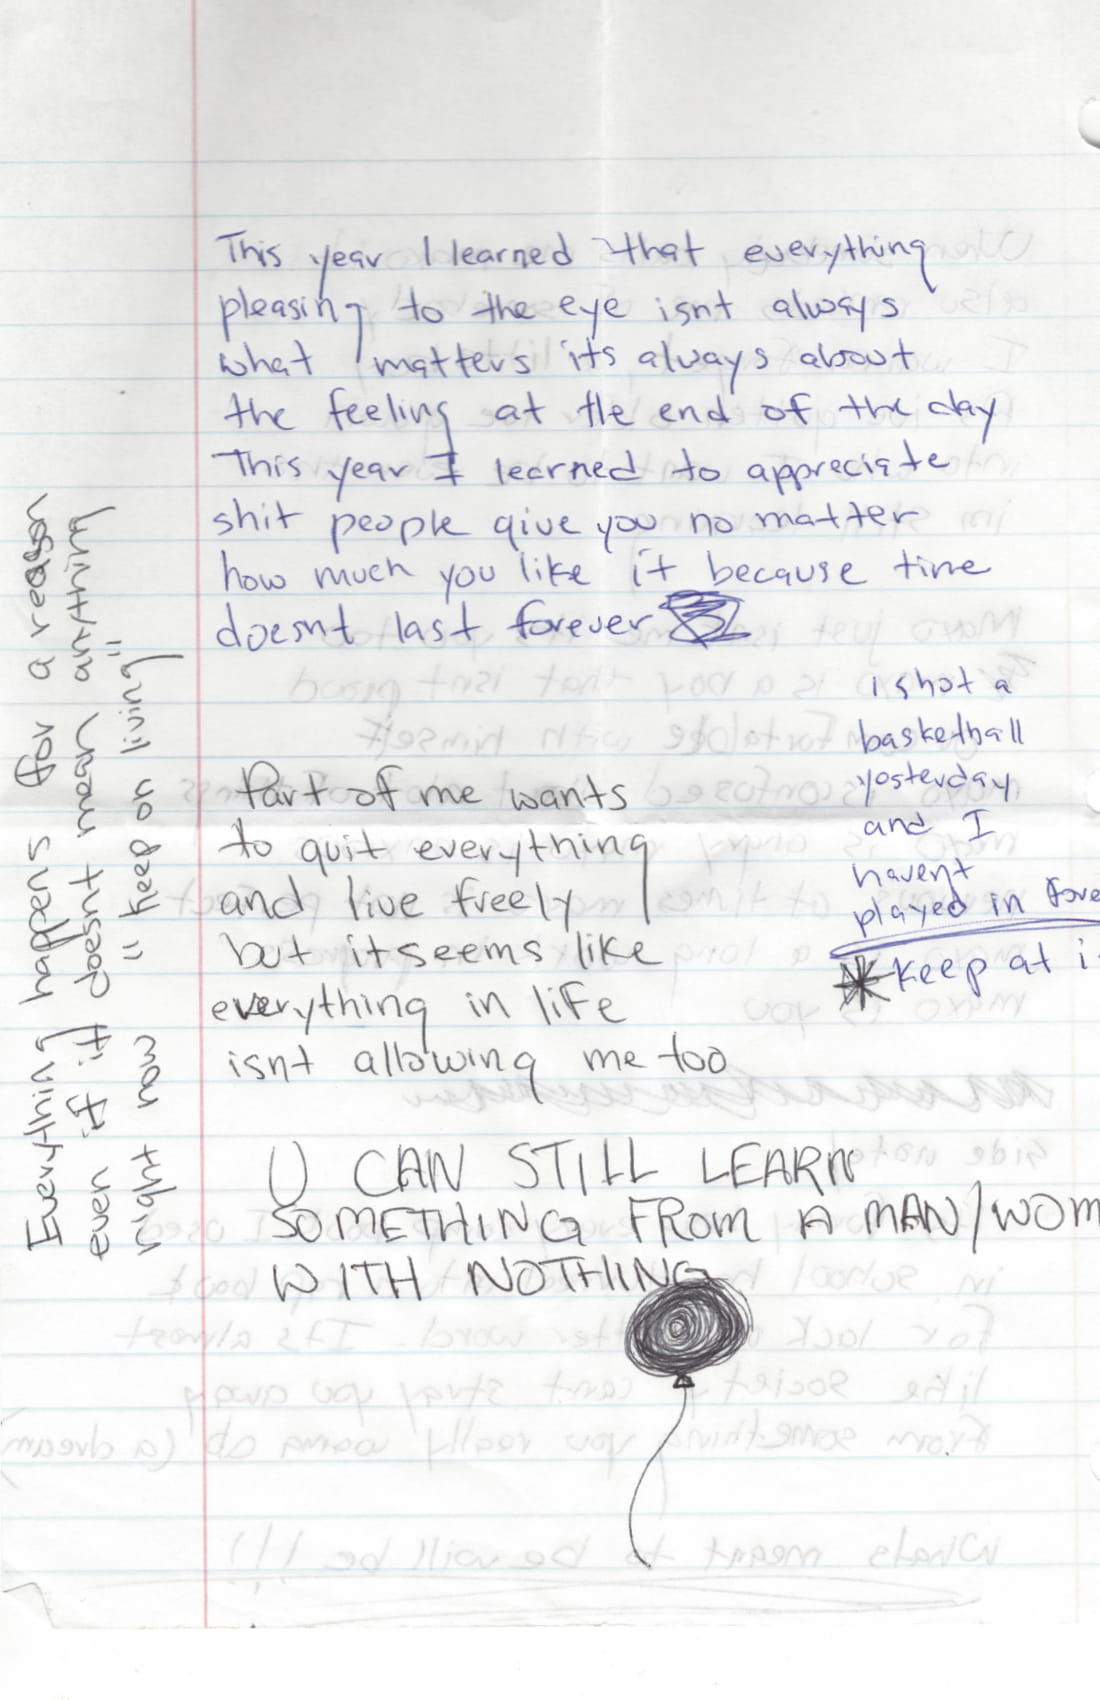 This year I learned that everything
pleasing to the eye isnt always
what matters its always about
the feeling at the end of the day
This year I learned to appreciate
shit people give you no matter
how much you like it because time
doesnt last forever
i shot a
basketball
yesterday
and I
havent
played in fore
keep at i
Part of me wants
to quit everything
and live freely
but it seems like
everything in life
isnt allowing me too
U CAN STILL LEARN
SOMETHING FROM A MAN/WOM
WITH NOTHING
Everything happens for a reason
even if it doesnt mean anything
right now "keep on living"